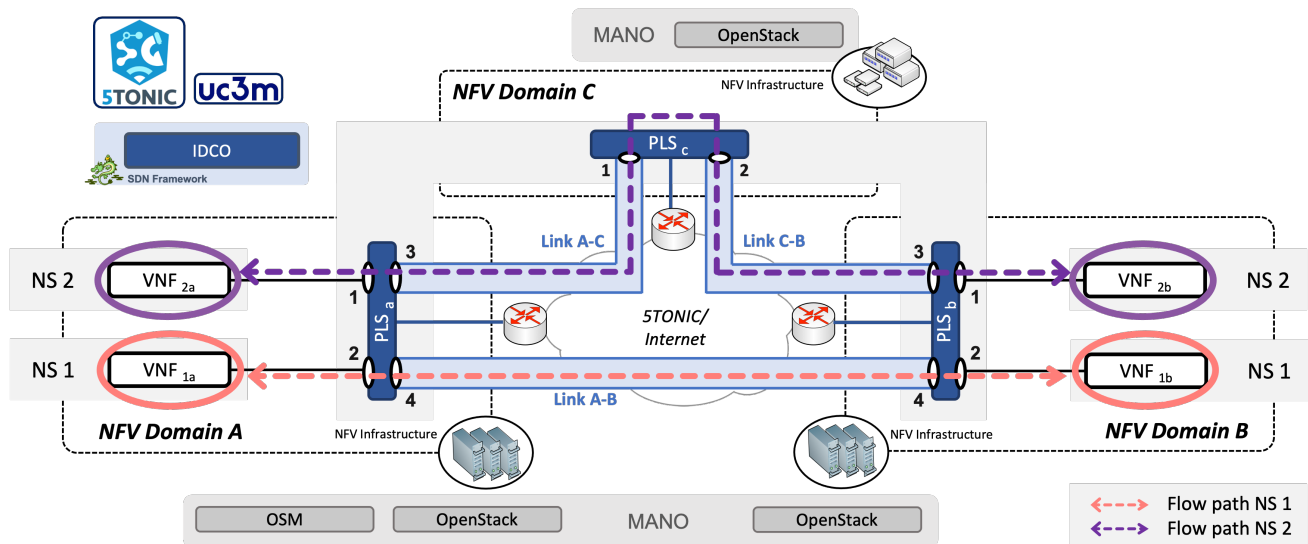 MANO
OpenStack
5G
5TONIC
uc3m
NFV Domain C
NFV Infrastructure
IDCO
SDN Framework
PLS c
1
2
Link A-C
Link C-B
3
3
NS 2
VNF 2a
1
PLS a
5TONIC/
Internet
PLS b
1
VNF 2b
NS 2
NS 1
VNF 1a
2
4
Link A-B
2
4
VNF 1b
NS 1
NFV Domain A
NFV Infrastructure
NFV Infrastructure
NFV Domain B
OSM
OpenStack
MANO
OpenStack
Flow path NS 1
Flow path NS 2